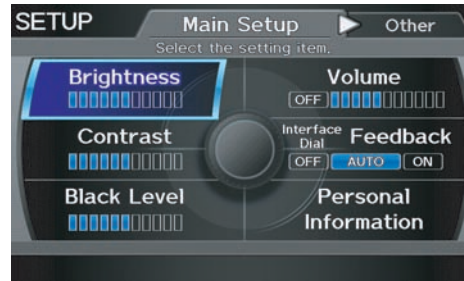 SETUP
Main Setup
Other
Select the setting item.
Brightness
Volume
OFF
Contrast
Interface
Dial
Feedback
OFF AUTO ON
Black Level
Personal
Information